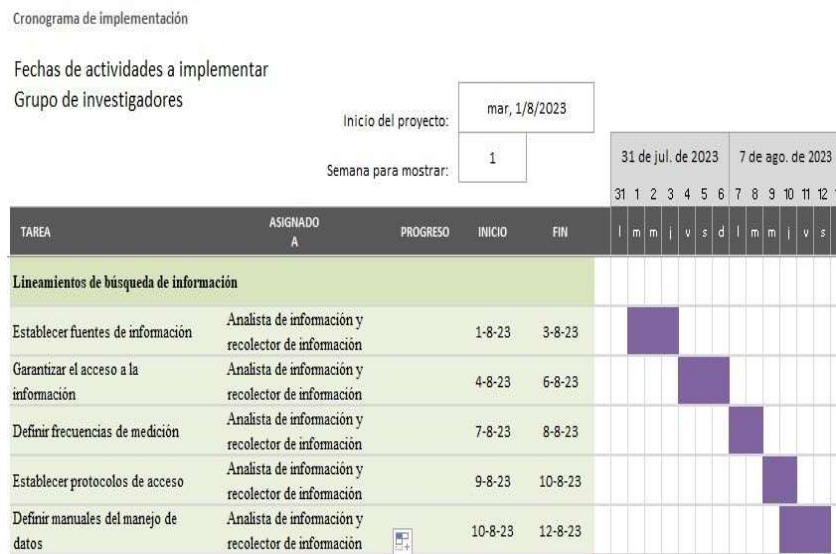 Cronograma de implementación
Fechas de actividades a implementar
Grupo de investigadores
Inicio del proyecto:
mar, 1/8/2023
Semana para mostrar:
1
31 de jul. de 2023
7 de ago. de 2023
31 1 2 3 4 5 6 7 8 9 10 11 12
TAREA
ASIGNADO
A
PROGRESO
INICIO
FIN
l m m j v s d l m m j v s
Lineamientos de búsqueda de información
Establecer fuentes de información
Analista de información y
recolector de información
1-8-23
3-8-23
Garantizar el acceso a la
información
Analista de información y
recolector de información
4-8-23
6-8-23
Definir frecuencias de medición
Analista de información y
recolector de información
7-8-23
8-8-23
Establecer protocolos de acceso
Analista de información y
recolector de información
9-8-23
10-8-23
Definir manuales del manejo de
datos
Analista de información y
recolector de información
10-8-23
12-8-23